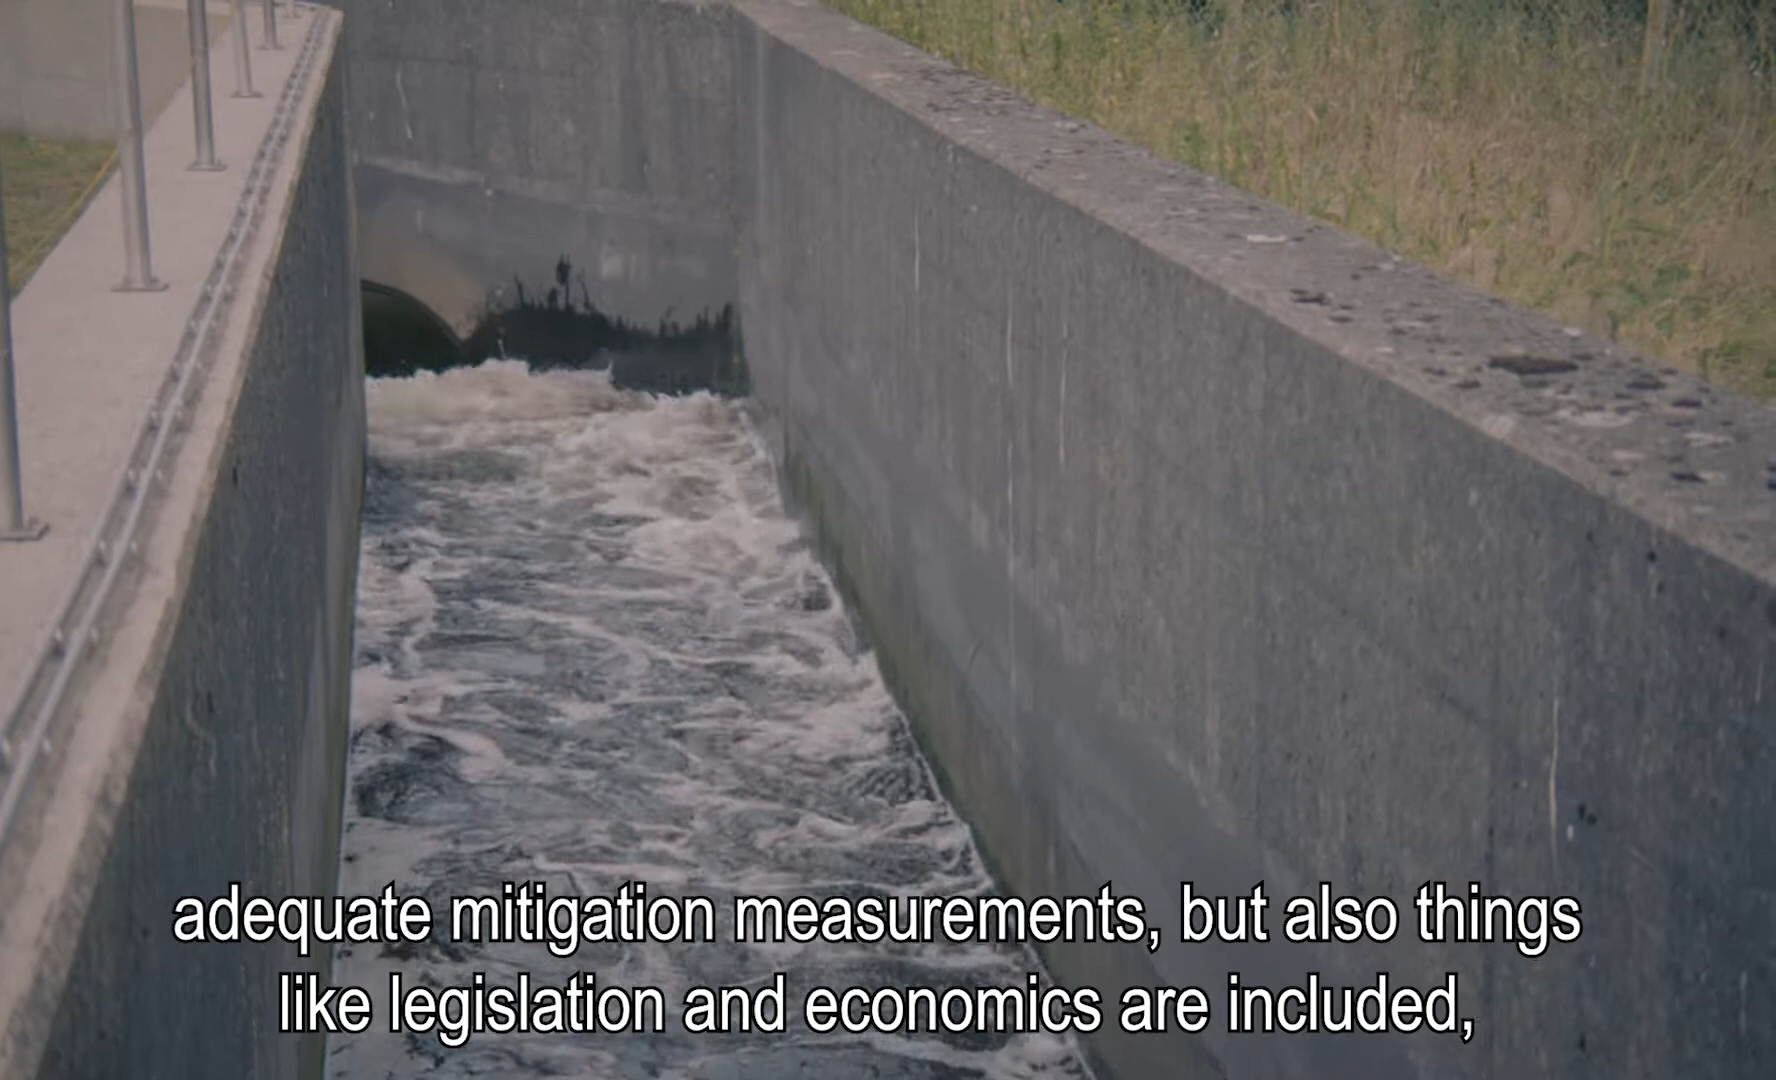 adequate mitigation measurements, but also things
like legislation and economics are included,